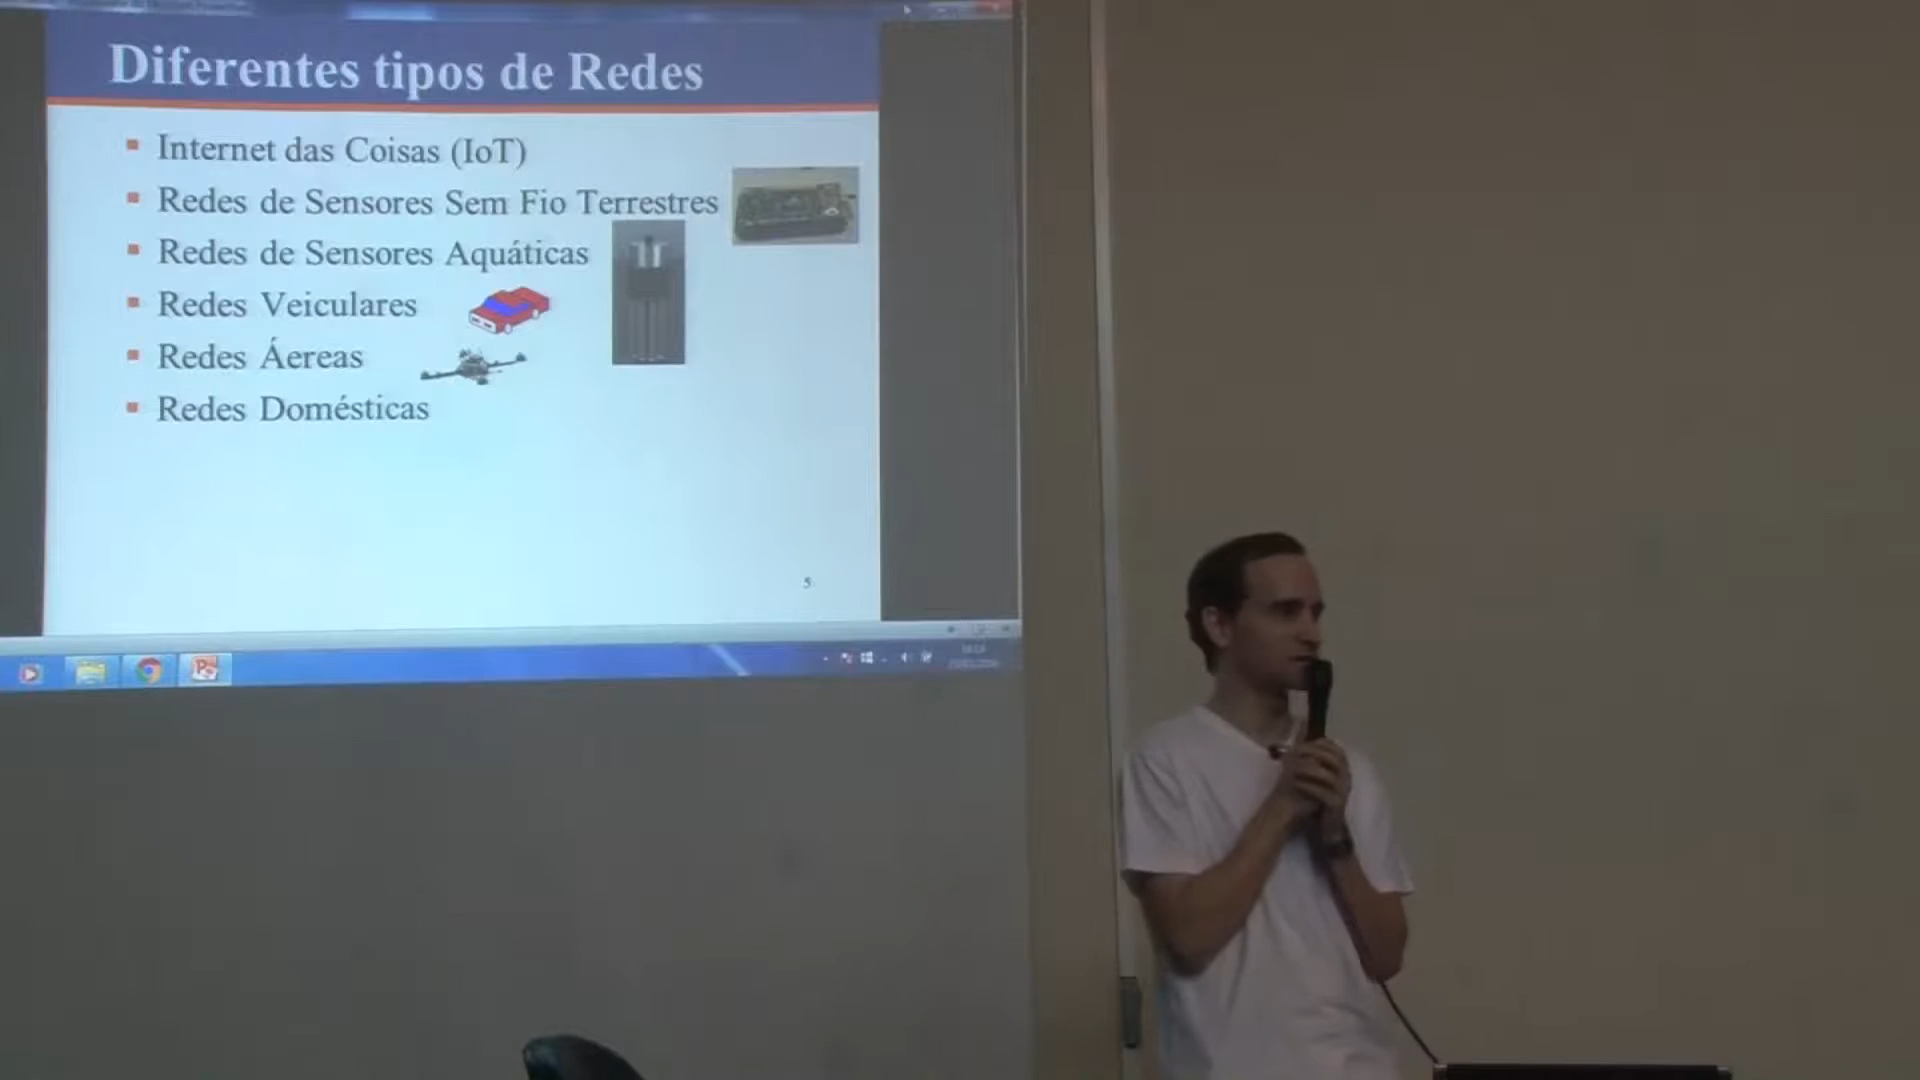 Diferentes tipos de Redes
Internet das Coisas (IoT)
Redes de Sensores Sem Fio Terrestres
Redes de Sensores Aquáticas
Redes Veiculares
Redes Áereas
Redes Domésticas
5